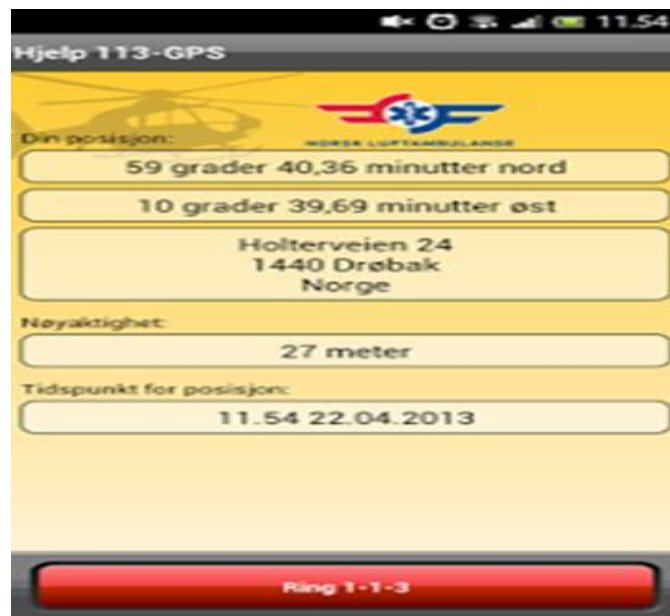 11.54
Hjelp 113-GPS
NORSK LUFTAMBULANSE
Din posisjon:
59 grader 40,36 minutter nord
10 grader 39,69 minutter øst
Holterveien 24
1440 Drøbak
Norge
Nøyaktighet:
27 meter
Tidspunkt for posisjon:
11.54 22.04.2013
Ring 1-1-3